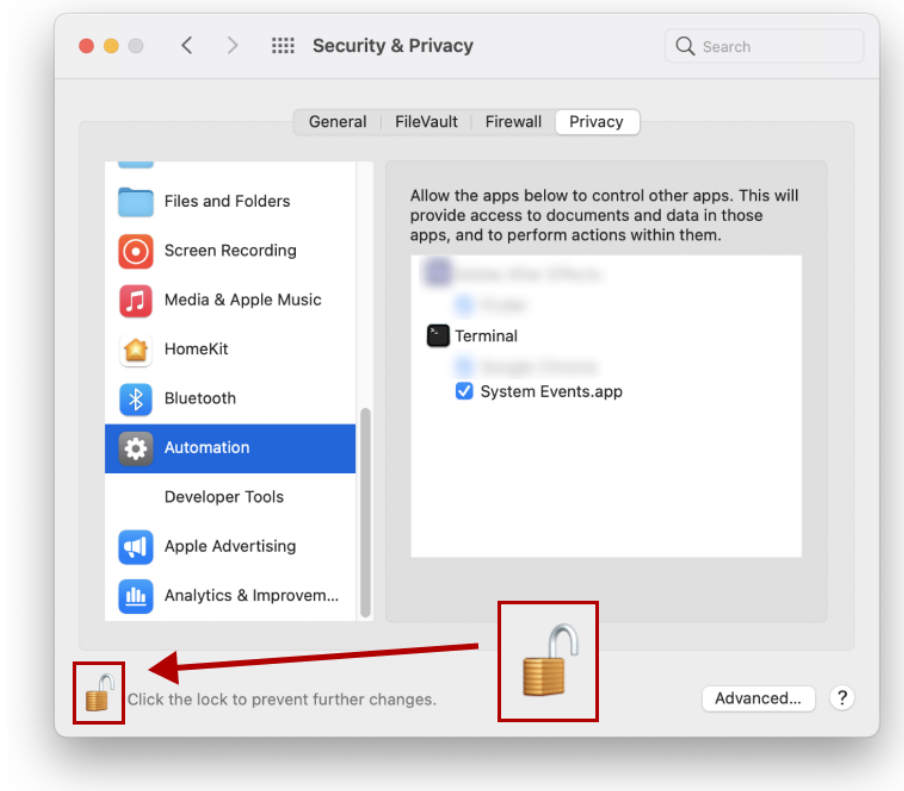 Security & Privacy
Search
General
FileVault
Firewall
Privacy
Files and Folders
Screen Recording
Media & Apple Music
HomeKit
Bluetooth
Automation
Developer Tools
Apple Advertising
Analytics & Improvem...
Allow the apps below to control other apps. This will
provide access to documents and data in those
apps, and to perform actions within them.
Terminal
System Events.app
Click the lock to prevent further changes.
Advanced...
?